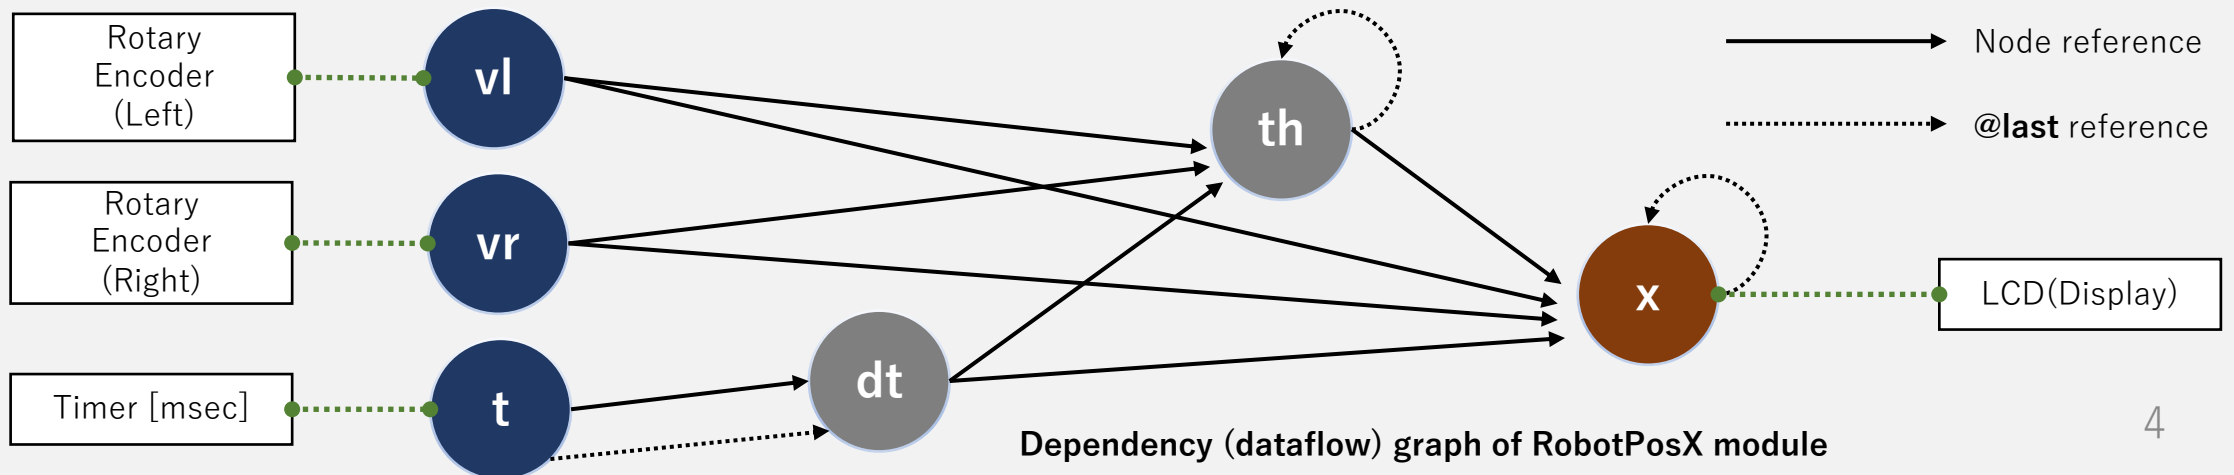 Rotary
Encoder
(Left)
vl
th
Node reference
@last reference
Rotary
Encoder
(Right)
vr
x
LCD(Display)
Timer [msec]
t
dt
Dependency (dataflow) graph of RobotPosX module
4